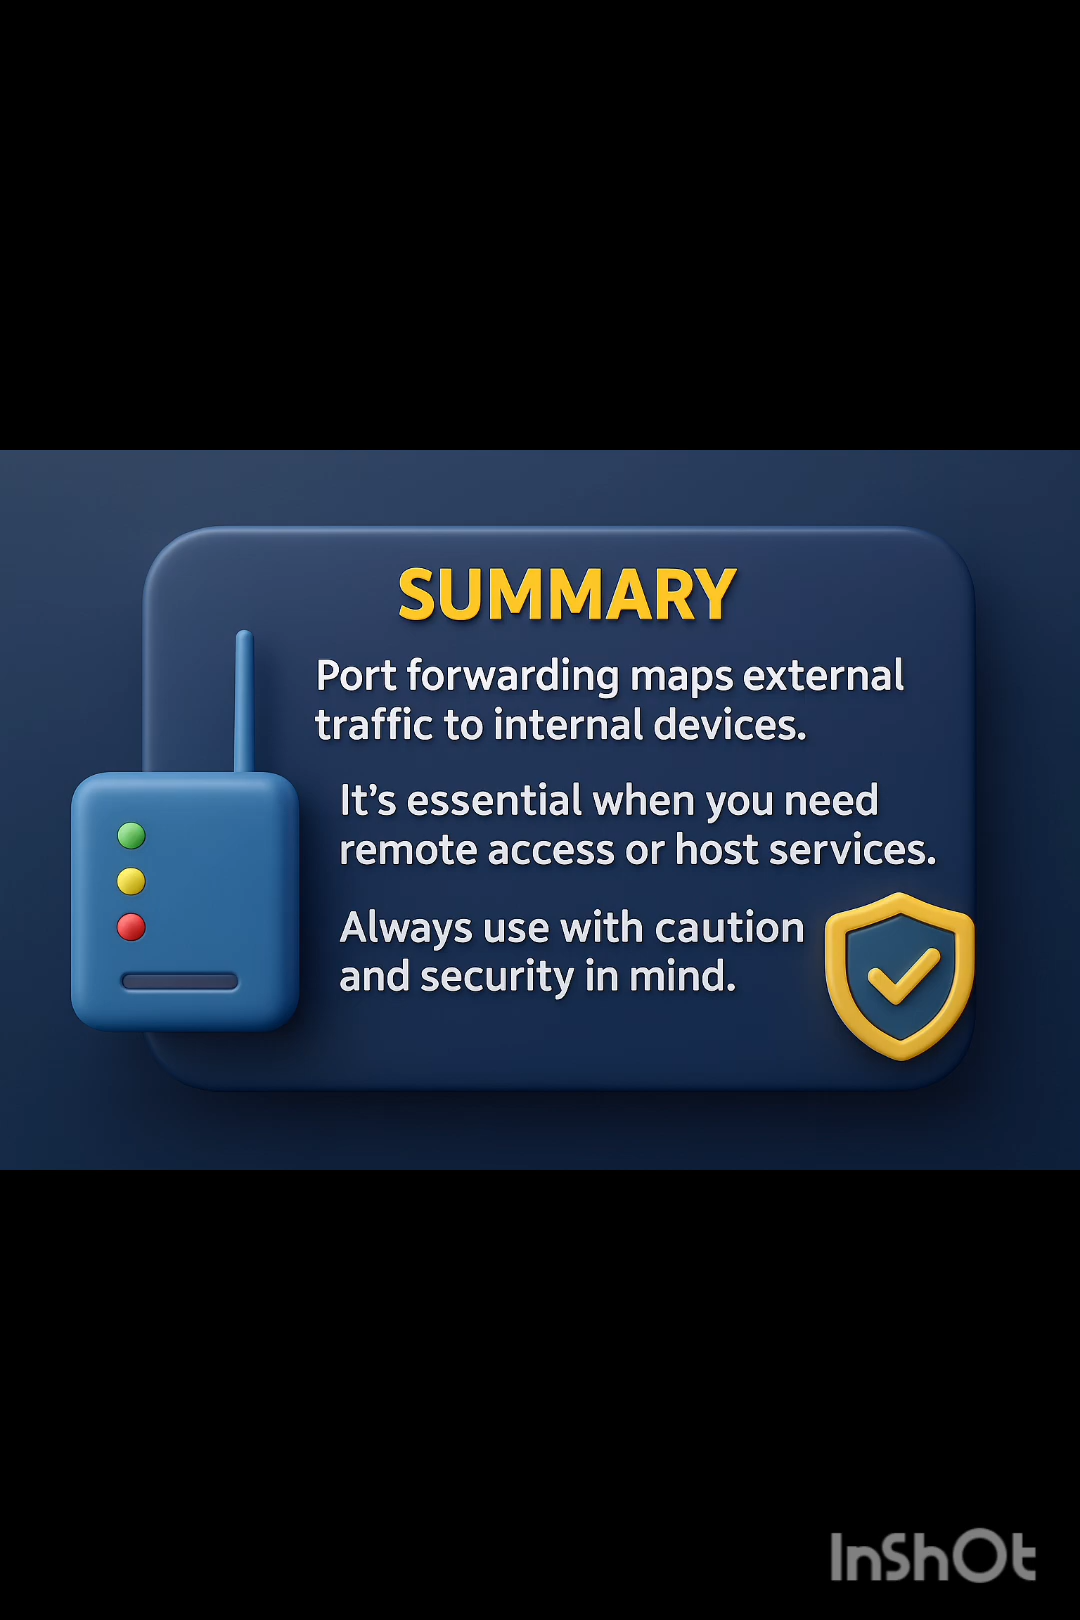 SUMMARY
Port forwarding maps external
traffic to internal devices.
It's essential when you need
remote access or host services.
Always use with caution
and security in mind.
InShOt